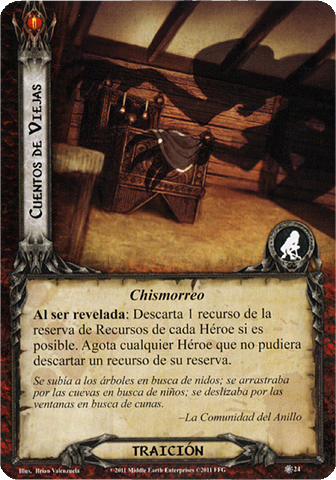 CUENTOS DE VIEJAS
Chismorreo
Al ser revelada: Descarta 1 recurso de la
reserva de Recursos de cada Héroe si es
posible. Agota cualquier Héroe que no pudiera
descartar un recurso de su reserva.
Se subía a los árboles en busca de nidos; se arrastraba
por las cuevas en busca de niños; se deslizaba por las
ventanas en busca de cunas.
–La Comunidad del Anillo
TRAICIÓN
Illus. Brian Valenzuela
©2011 Middle Earth Enterprises ©2011 FFG
24